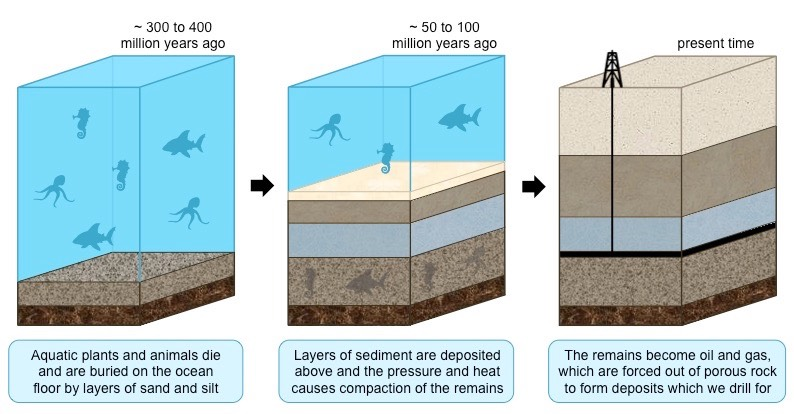 ~ 300 to 400
million years ago
~ 50 to 100
million years ago
present time
Aquatic plants and animals die
and are buried on the ocean
floor by layers of sand and silt
Layers of sediment are deposited
above and the pressure and heat
causes compaction of the remains
The remains become oil and gas,
which are forced out of porous rock
to form deposits which we drill for